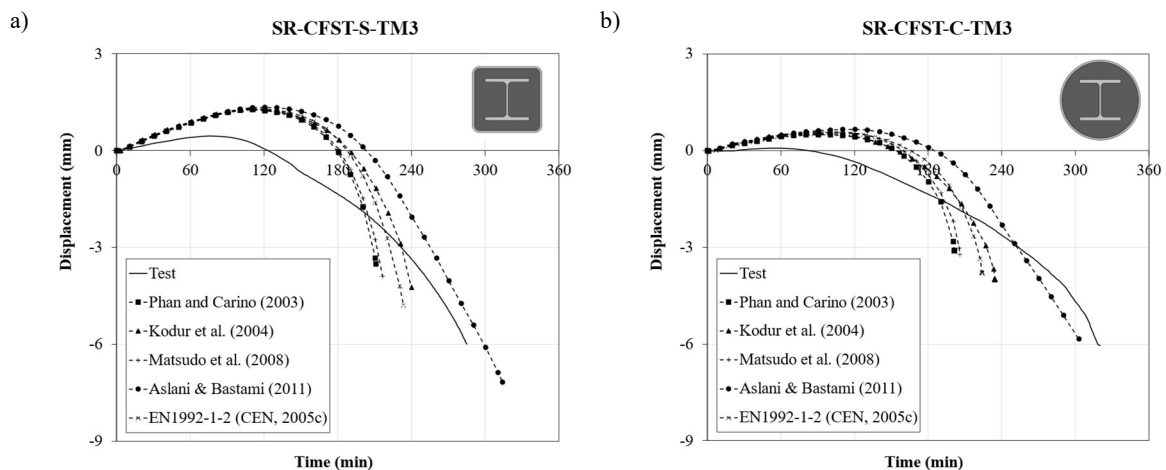 a)
SR-CFST-S-TM3
3
0
-3
-6
-9
0 60 120 180 240 300 360
Displacement (mm)
Time (min)
Test
Phan and Carino (2003)
Kodur et al. (2004)
Matsudo et al. (2008)
Aslani & Bastami (2011)
EN1992-1-2 (CEN, 2005c)
b)
SR-CFST-C-TM3
3
0
-3
-6
-9
0 60 120 180 240 300 360
Displacement (mm)
Time (min)
Test
Phan and Carino (2003)
Kodur et al. (2004)
Matsudo et al. (2008)
Aslani & Bastami (2011)
EN1992-1-2 (CEN, 2005c)